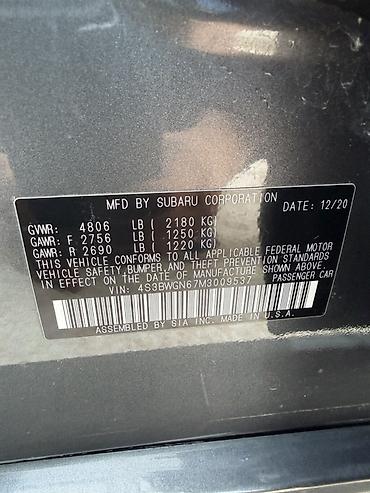 MFD BY SUBARU CORPORATION DATE: 12/20
GVWR: 4806 LB ( 2180 KG)
GAWR: F 2756 LB ( 1250 KG)
GAWR: R 2690 LB ( 1220 KG)
THIS VEHICLE CONFORMS TO ALL APPLICABLE FEDERAL MOTOR
VEHICLE SAFETY,BUMPER,AND THEFT PREVENTION STANDARDS
IN EFFECT ON THE DATE OF MANUFACTURE SHOWN ABOVE.
VIN: 4S3BWGN67M3009537 PASSENGER CAR
ASSEMBLED BY SIA INC. MADE IN U.S.A.